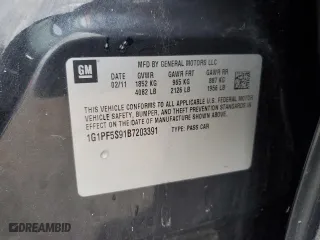 GM
MFD BY GENERAL MOTORS LLC
02/11 GVWR GAWR FRT GAWR RR
1852 KG 965 KG 887 KG
4082 LB 2126 LB 1956 LB
THIS VEHICLE CONFORMS TO ALL APPLICABLE U.S. FEDERAL MOTOR
VEHICLE SAFETY, BUMPER, AND THEFT PREVENTION STANDARDS IN
EFFECT ON THE DATE OF MANUFACTURE SHOWN ABOVE.
1G1PF5S91B7203391 TYPE: PASS CAR
© DREAMBID